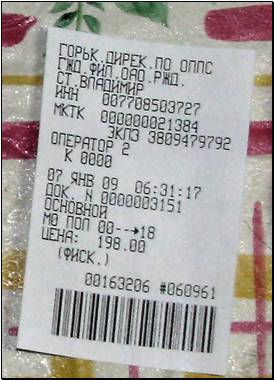 ГОРЬК.ДИРЕК.ПО ОППС
ГЖД.ФИЛ.ОАО.РЖД.
СТ.ВЛАДИМИР
ИНН 007708503727
МКТК 000000021384
ЭКЛЗ 3809479792
ОПЕРАТОР 2
К 0000
07 ЯНВ 09 06:31:17
ДОК. N 0000003151
ОСНОВНОЙ
МО ПОП 00-->18
ЦЕНА: 198.00
(ФИСК.)
00163206 #060961